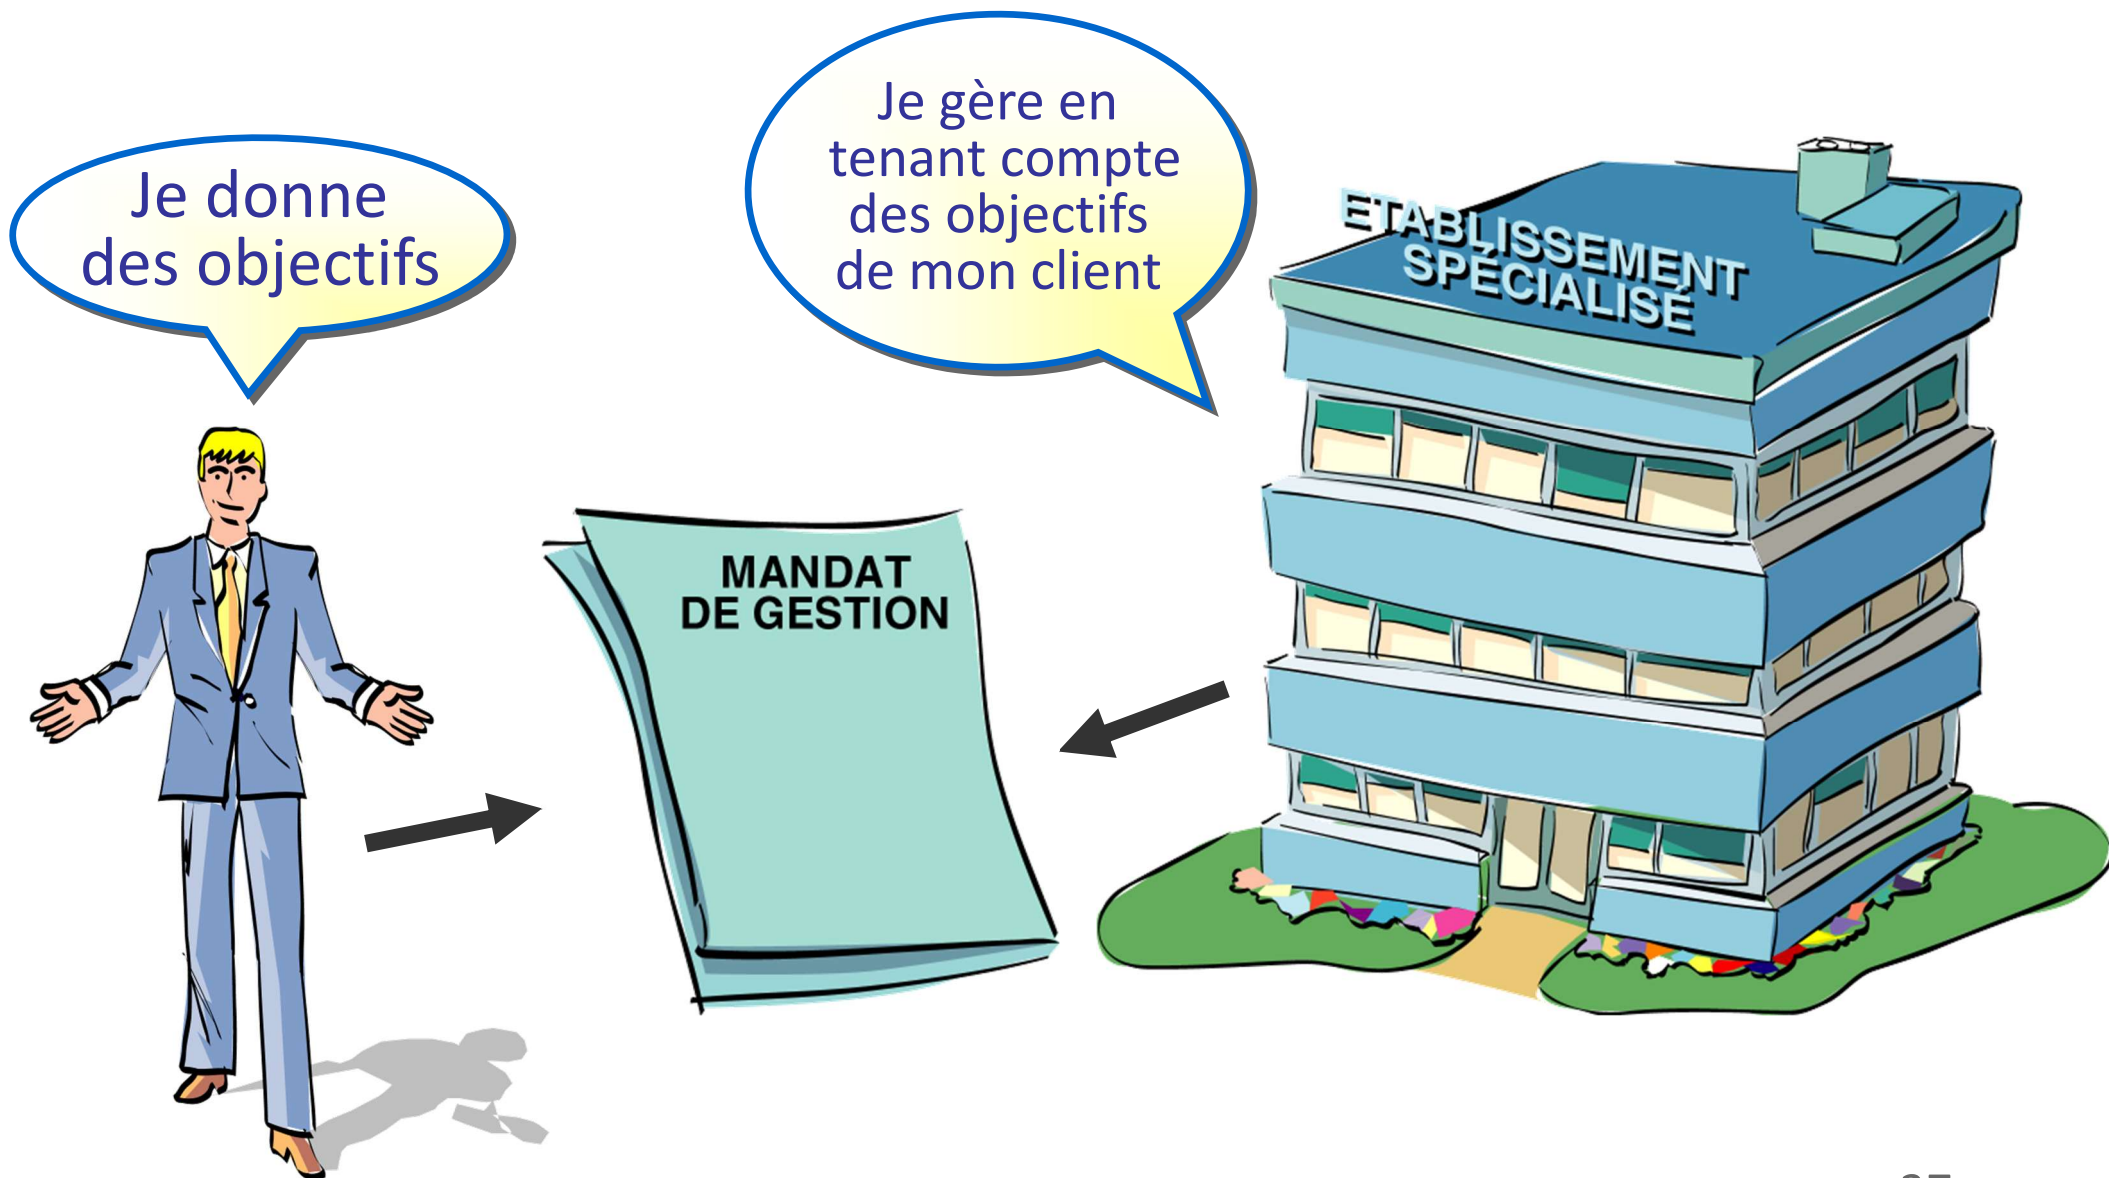 Je donne
des objectifs
Je gère en
tenant compte
des objectifs
de mon client
ETABLISSEMENT
SPÉCIALISÉ
MANDAT
DE GESTION